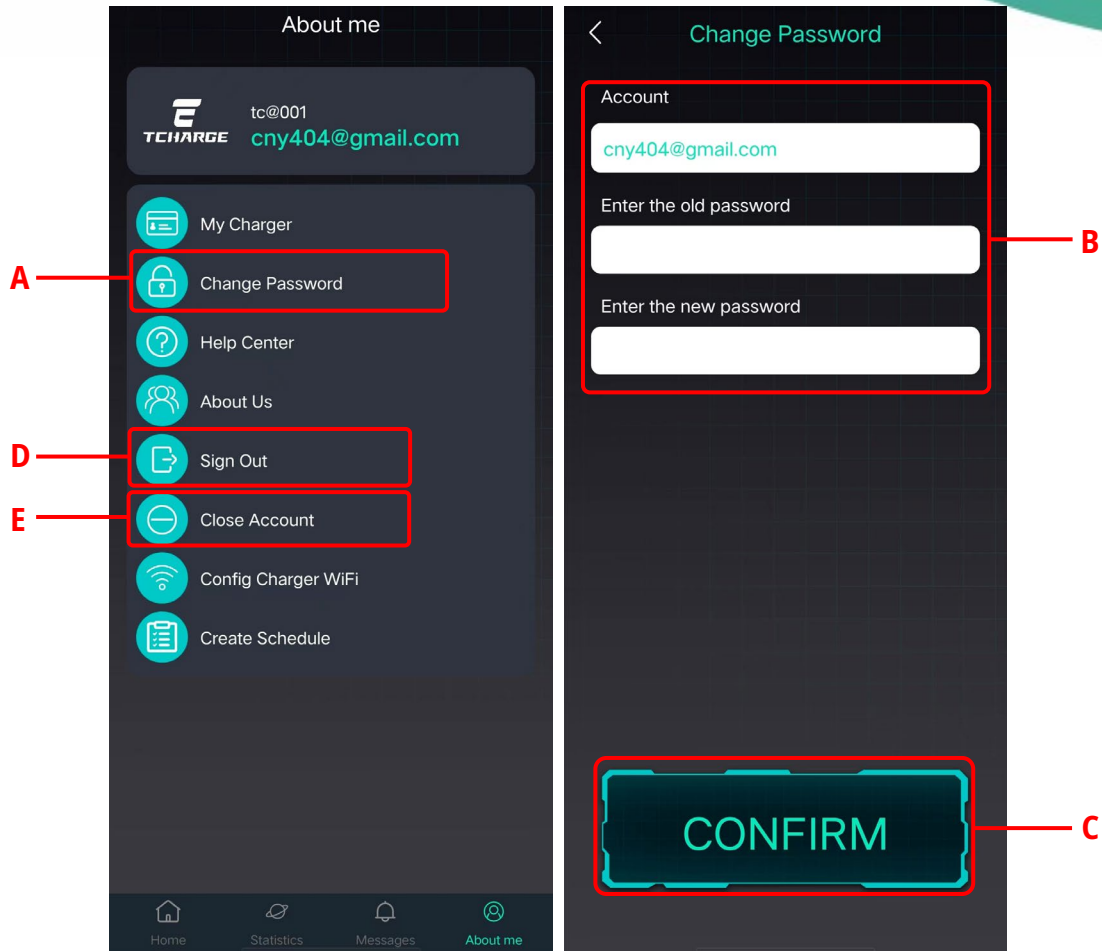 About me
TCHARGE
tc@001
cny404@gmail.com
My Charger
A
Change Password
Help Center
About Us
D
Sign Out
E
Close Account
Config Charger WiFi
Create Schedule
Home
Statistics
Messages
About me
Change Password
Account
cny404@gmail.com
Enter the old password
B
Enter the new password
CONFIRM
C